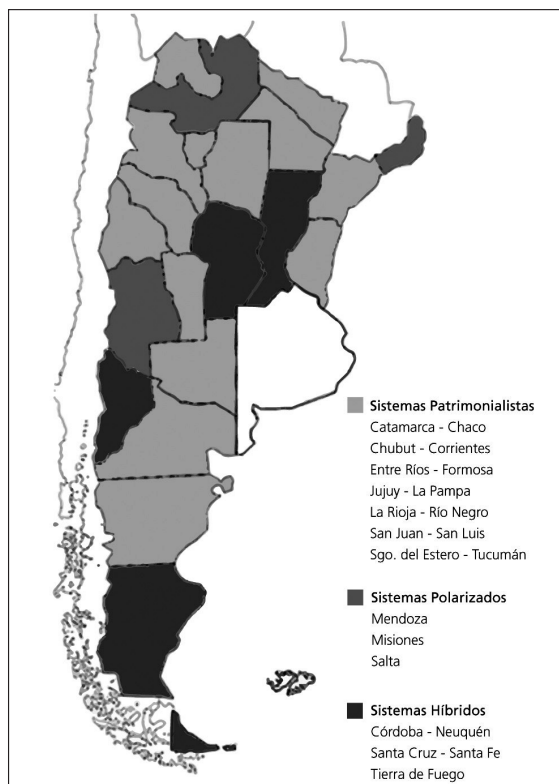 Sistemas Patrimonialistas
Catamarca - Chaco
Chubut - Corrientes
Entre Ríos - Formosa
Jujuy - La Pampa
La Rioja - Río Negro
San Juan - San Luis
Sgo. del Estero - Tucumán
Sistemas Polarizados
Mendoza
Misiones
Salta
Sistemas Híbridos
Córdoba - Neuquén
Santa Cruz - Santa Fe
Tierra de Fuego